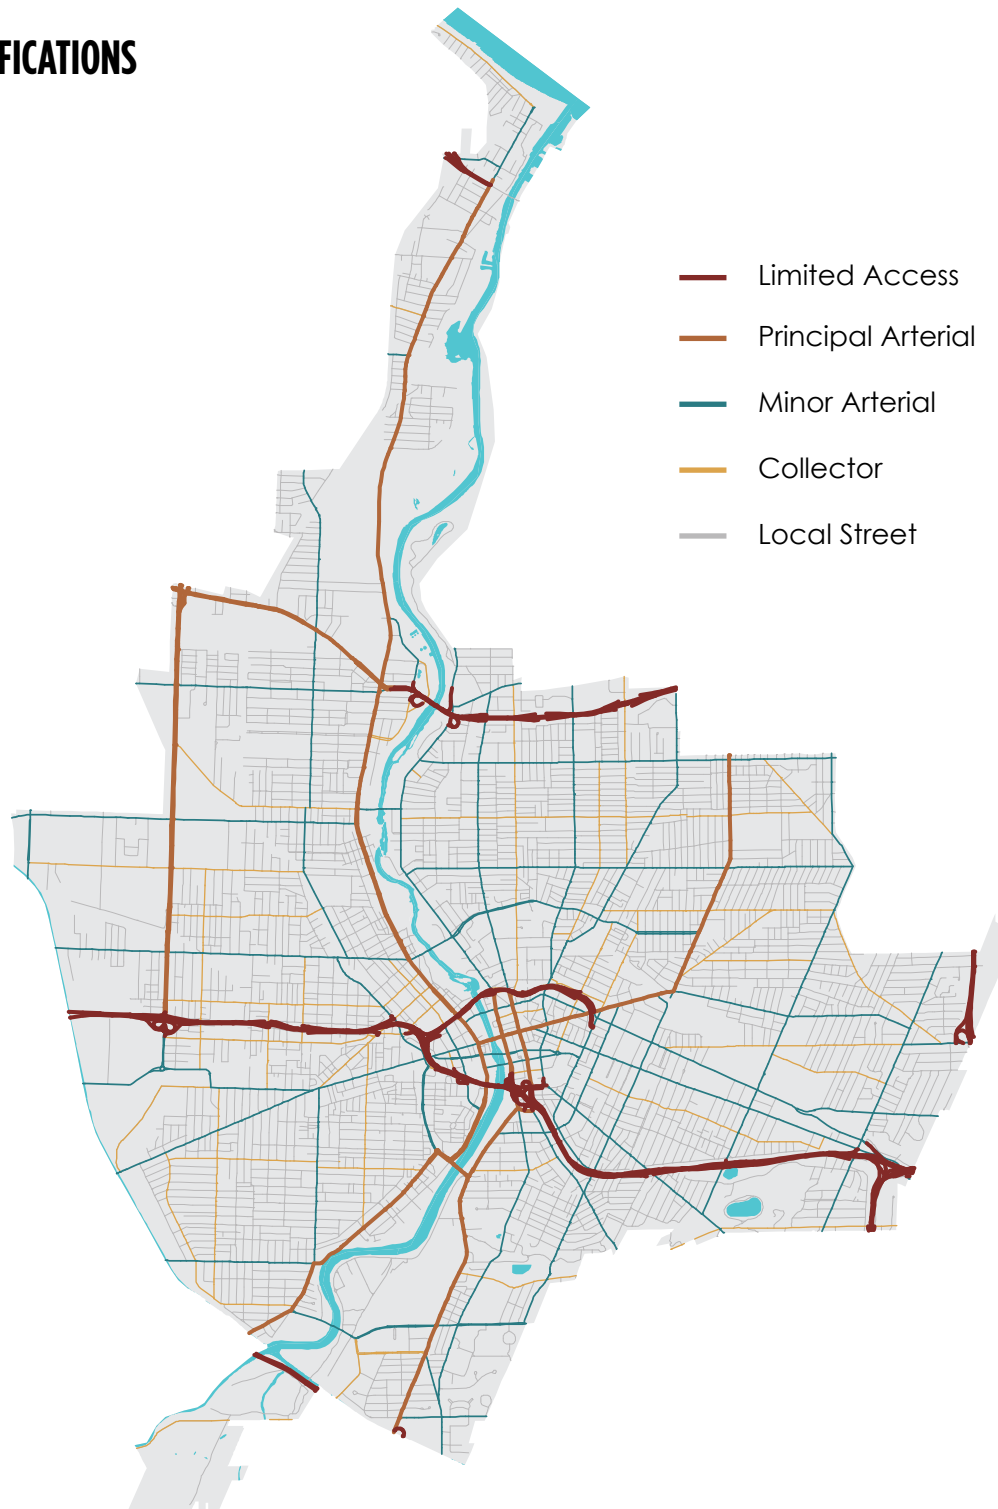 FICATIONS
Limited Access
Principal Arterial
Minor Arterial
Collector
Local Street